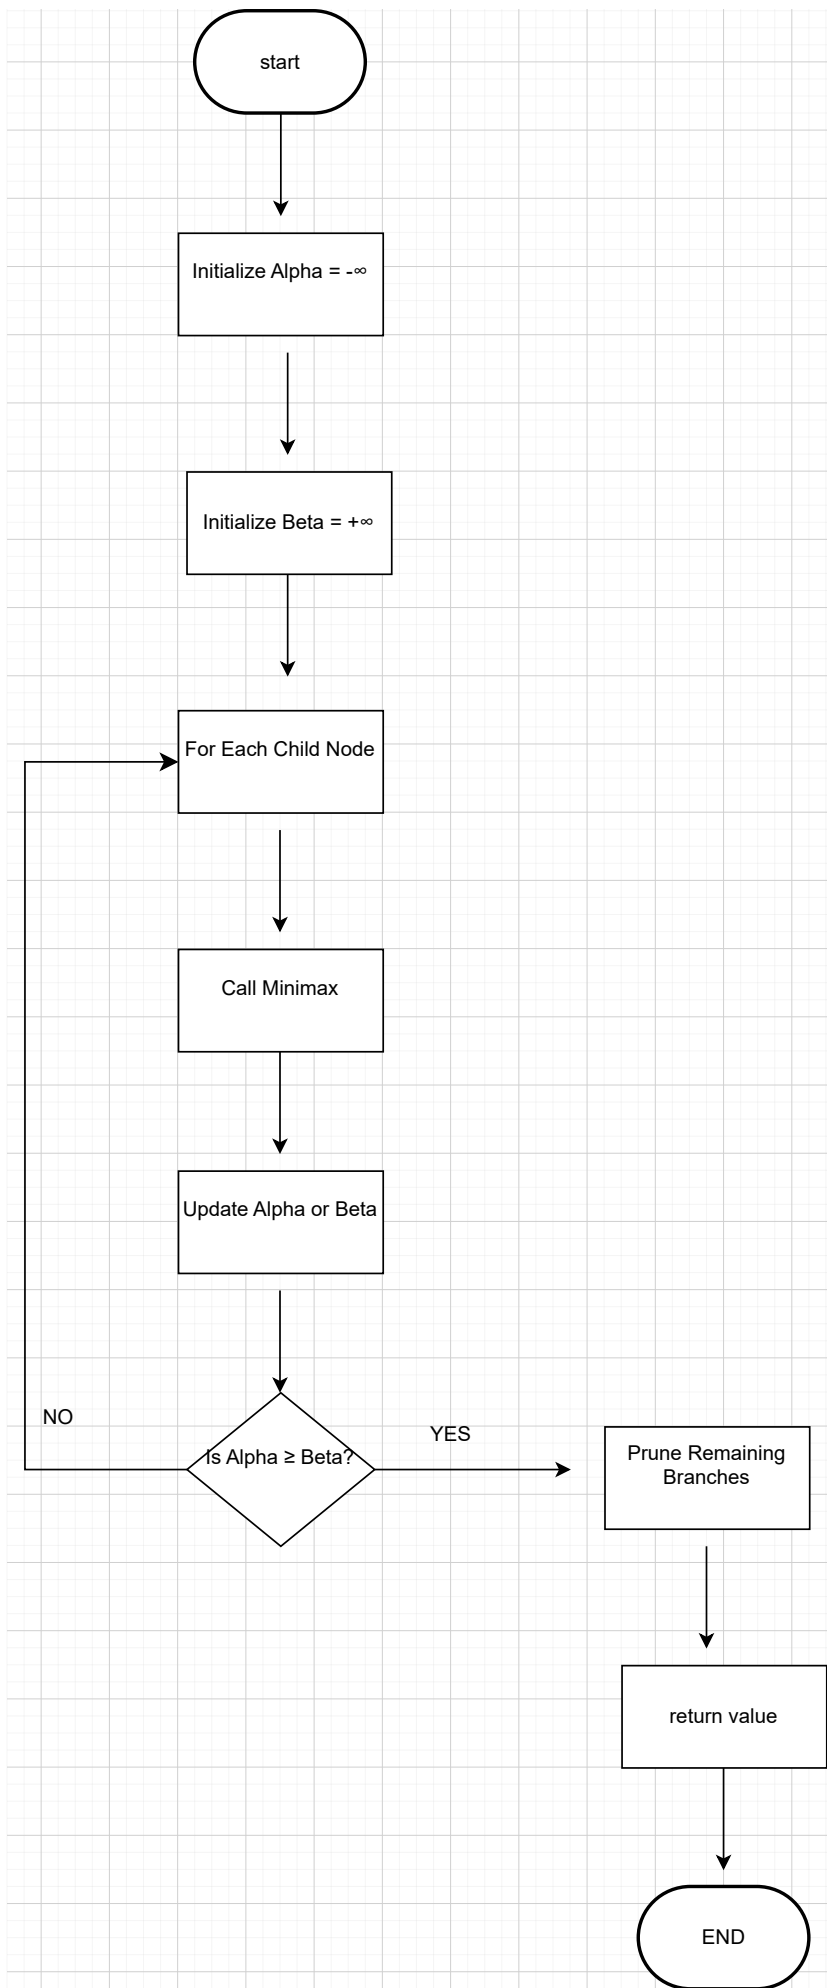 start
Initialize Alpha = -∞
Initialize Beta = +∞
For Each Child Node
Call Minimax
Update Alpha or Beta
NO
Is Alpha ≥ Beta?
YES
Prune Remaining
Branches
return value
END